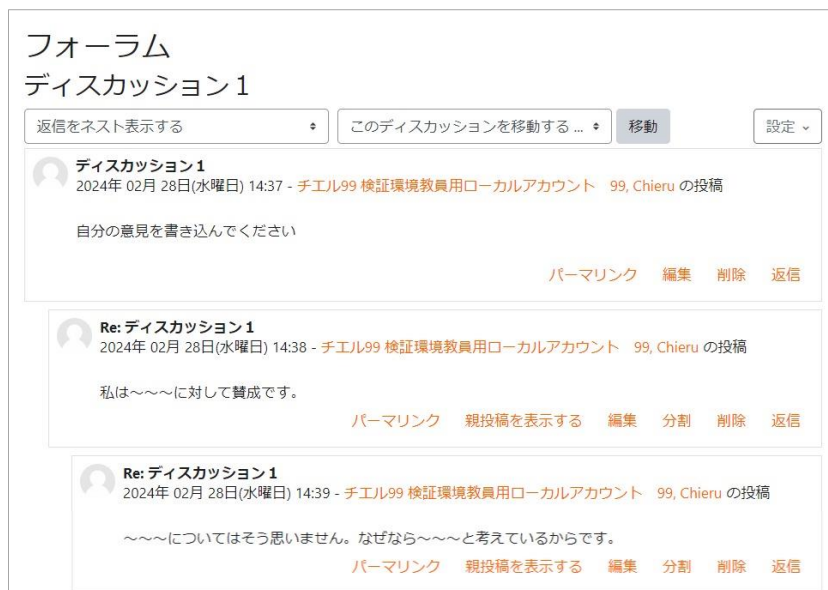 フォーラム
ディスカッション 1
返信をネスト表示する このディスカッションを移動する ... 移動 設定
ディスカッション 1
2024年 02月 28日(水曜日) 14:37 - チエル99 検証環境教員用ローカルアカウント　99, Chieru の投稿
自分の意見を書き込んでください
パーマリンク 編集 削除 返信
Re: ディスカッション 1
2024年 02月 28日(水曜日) 14:38 - チエル99 検証環境教員用ローカルアカウント　99, Chieru の投稿
私は～～～に対して賛成です。
パーマリンク 親投稿を表示する 編集 分割 削除 返信
Re: ディスカッション 1
2024年 02月 28日(水曜日) 14:39 - チエル99 検証環境教員用ローカルアカウント　99, Chieru の投稿
～～～についてはそう思いません。なぜなら～～～と考えているからです。
パーマリンク 親投稿を表示する 編集 分割 削除 返信